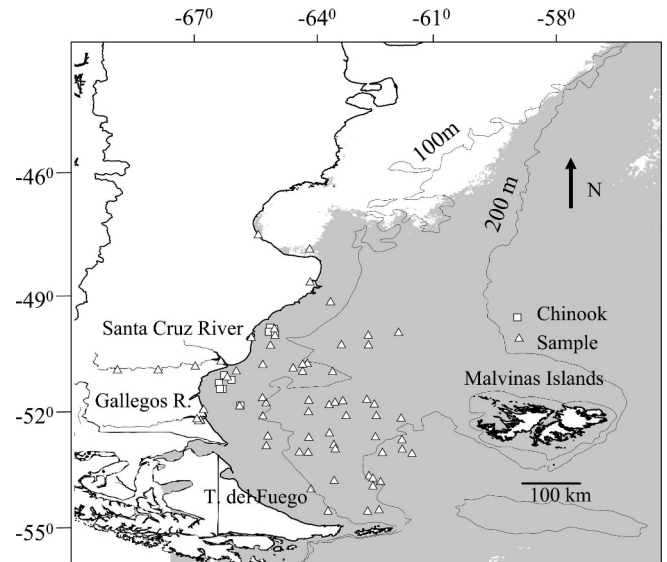 -67⁰ -64⁰ -61⁰ -58⁰
100m
-46⁰
200 m
N
-49⁰
Chinook
Santa Cruz River
Sample
Malvinas Islands
Gallegos R.
-52⁰
T. del Fuego
100 km
-55⁰